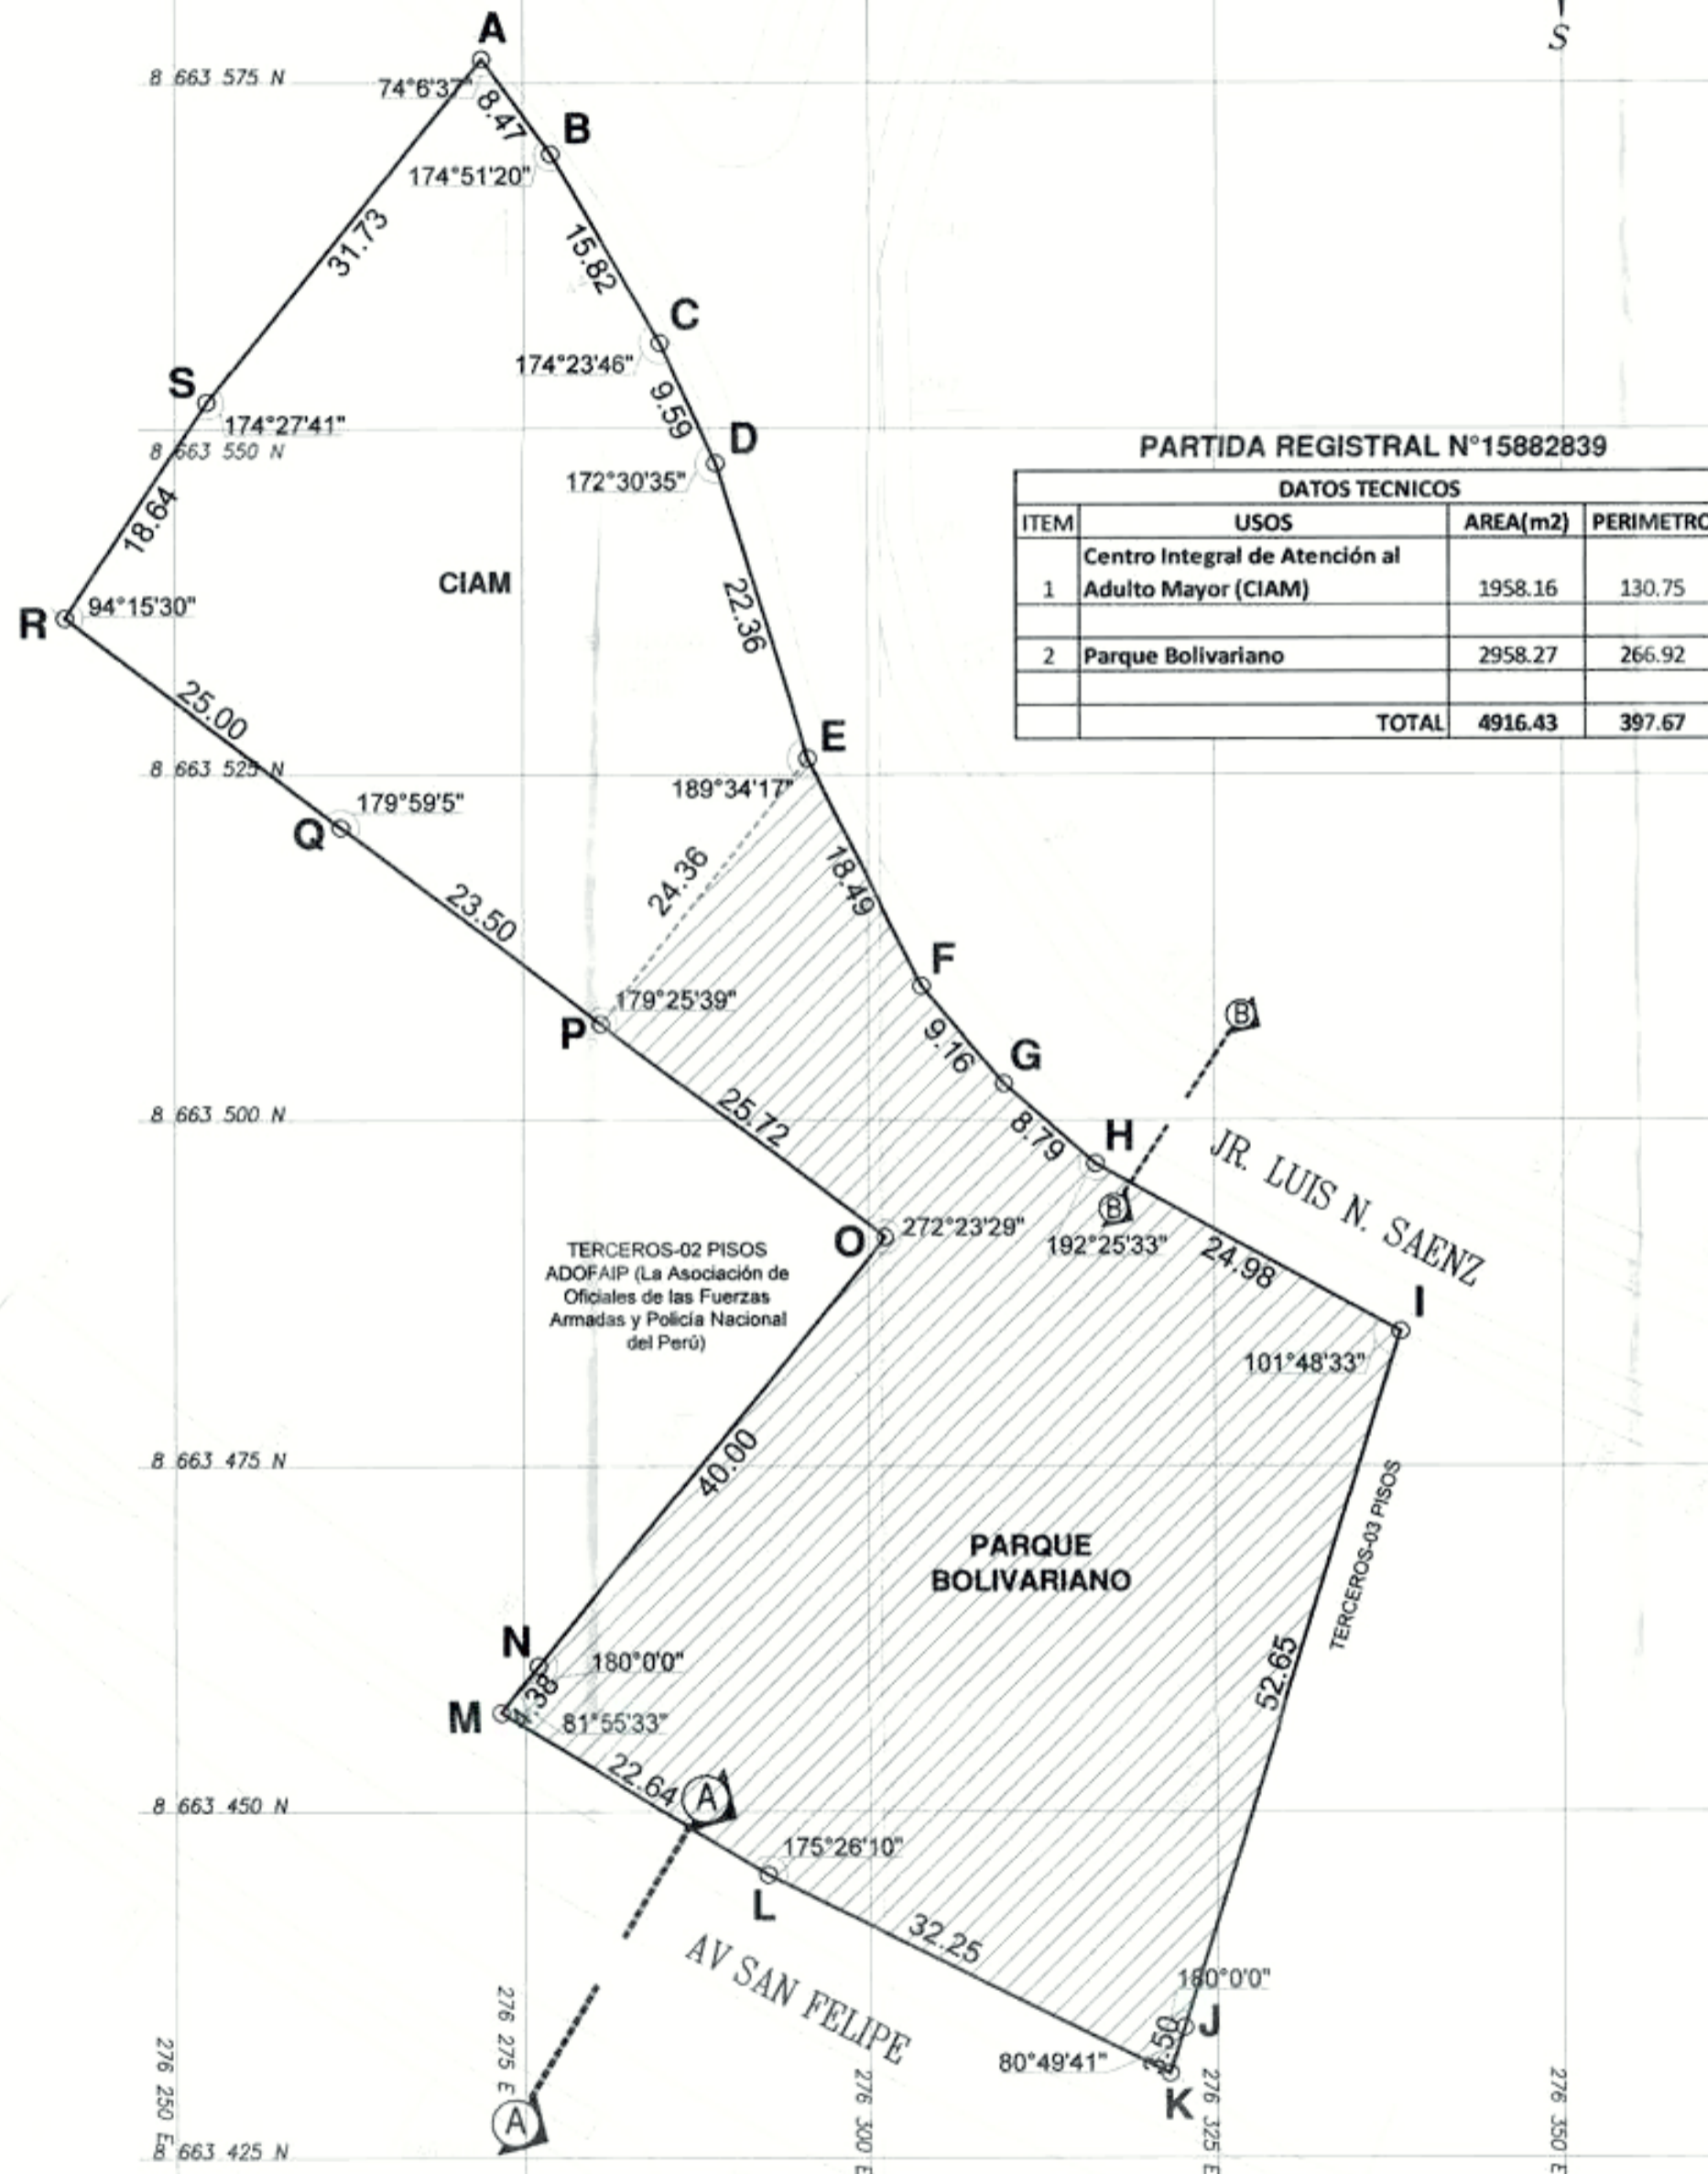 S
A
8 663 575 N
74°6'37"
8.47
B
174°51'20"
31.73
15.82
C
174°23'46"
S
174°27'41"
9.59
D
8 663 550 N
172°30'35"
18.64
CIAM
22.36
R
94°15'30"
PARTIDA REGISTRAL N°15882839
DATOS TECNICOS
ITEM USOS AREA(m2) PERIMETRO
Centro Integral de Atención al
1 Adulto Mayor (CIAM) 1958.16 130.75
2 Parque Bolivariano 2958.27 266.92
TOTAL 4916.43 397.67
25.00
E
8 663 525 N
189°34'17"
179°59'5"
Q
24.36
18.49
23.50
F
179°25'39"
P
B
9.16
G
25.72
8 663 500 N
8.79
H
JR. LUIS N. SAENZ
B
O
272°23'29"
192°25'33"
24.98
TERCEROS-02 PISOS
ADOFAIP (La Asociación de
Oficiales de las Fuerzas
Armadas y Policía Nacional
del Perú)
I
101°48'33"
8 663 475 N
40.00
TERCEROS-03 PISOS
PARQUE
BOLIVARIANO
N
180°0'0"
52.65
4.38
M
81°55'33"
22.64
A
8 663 450 N
175°26'10"
L
32.25
AV SAN FELIPE
180°0'0"
J
3.50
80°49'41"
K
A
8 663 425 N
276 250 E
276 275 E
276 300 E
276 325 E
276 350 E